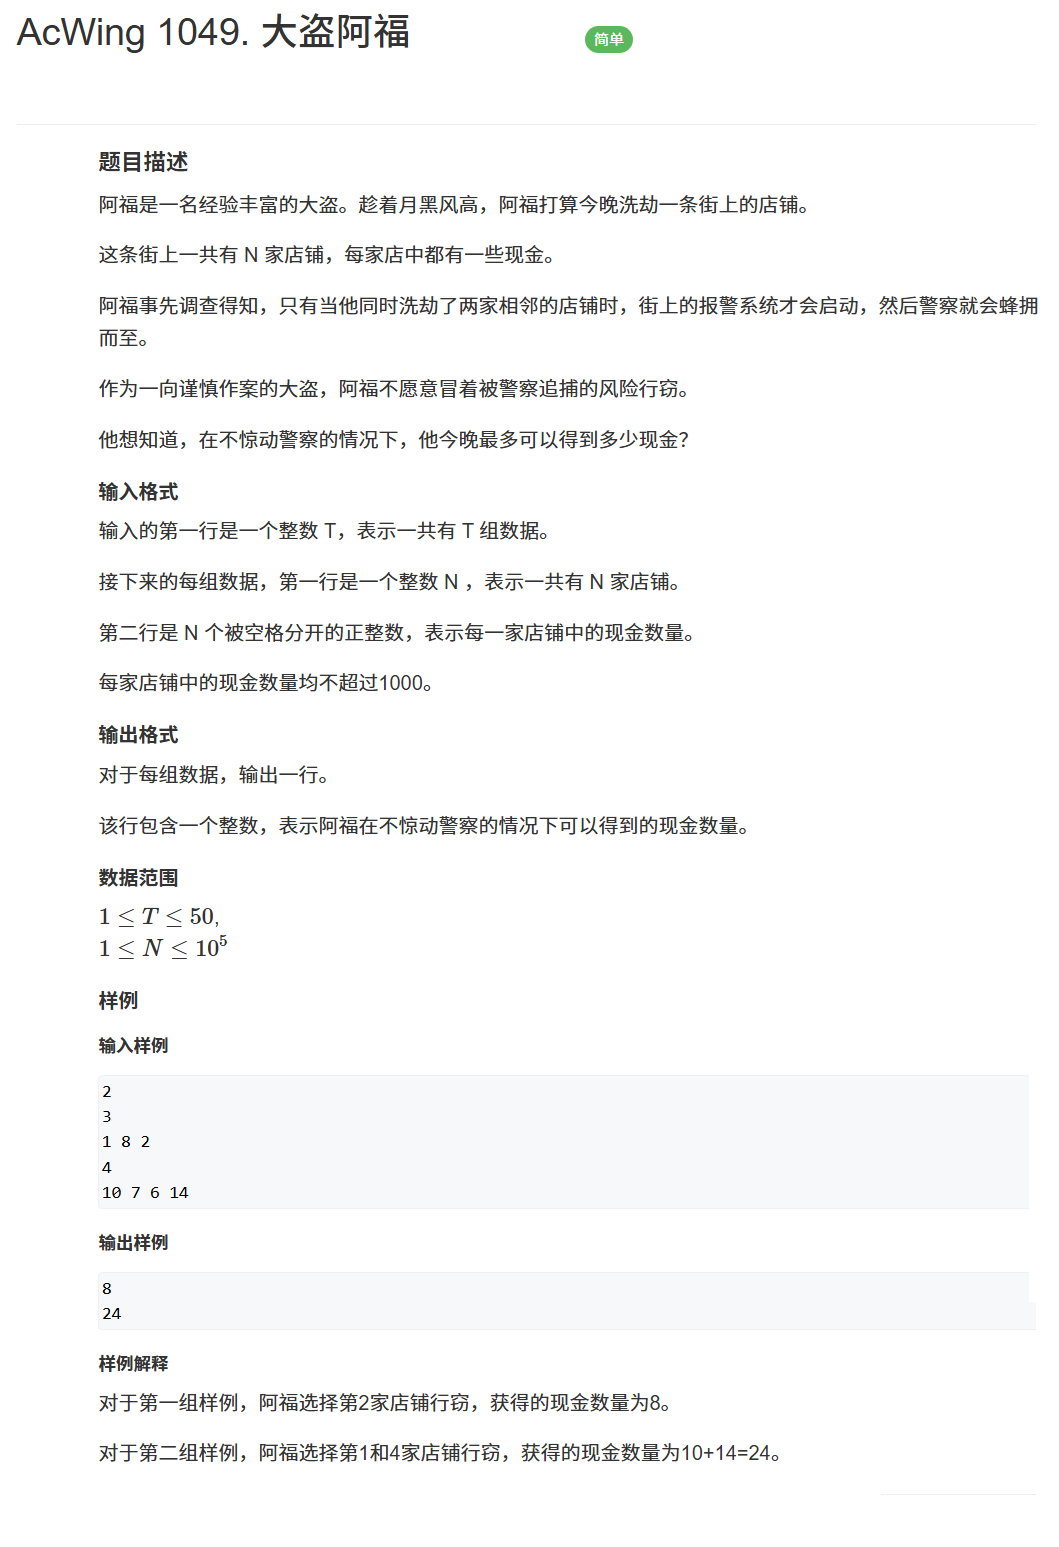 AcWing 1049. 大盗阿福
简单
题目描述
阿福是一名经验丰富的大盗。趁着月黑风高，阿福打算今晚洗劫一条街上的店铺。
这条街上一共有 N 家店铺，每家店中都有一些现金。
阿福事先调查得知，只有当他同时洗劫了两家相邻的店铺时，街上的报警系统才会启动，然后警察就会蜂拥
而至。
作为一向谨慎作案的大盗，阿福不愿意冒着被警察追捕的风险行窃。
他想知道，在不惊动警察的情况下，他今晚最多可以得到多少现金？
输入格式
输入的第一行是一个整数 T，表示一共有 T 组数据。
接下来的每组数据，第一行是一个整数 N ，表示一共有 N 家店铺。
第二行是 N 个被空格分开的正整数，表示每一家店铺中的现金数量。
每家店铺中的现金数量均不超过1000。
输出格式
对于每组数据，输出一行。
该行包含一个整数，表示阿福在不惊动警察的情况下可以得到的现金数量。
数据范围
1 ≤ T ≤ 50,
1 ≤ N ≤ 10⁵
样例
输入样例
2
3
1 8 2
4
10 7 6 14
输出样例
8
24
样例解释
对于第一组样例，阿福选择第2家店铺行窃，获得的现金数量为8。
对于第二组样例，阿福选择第1和4家店铺行窃，获得的现金数量为10+14=24。